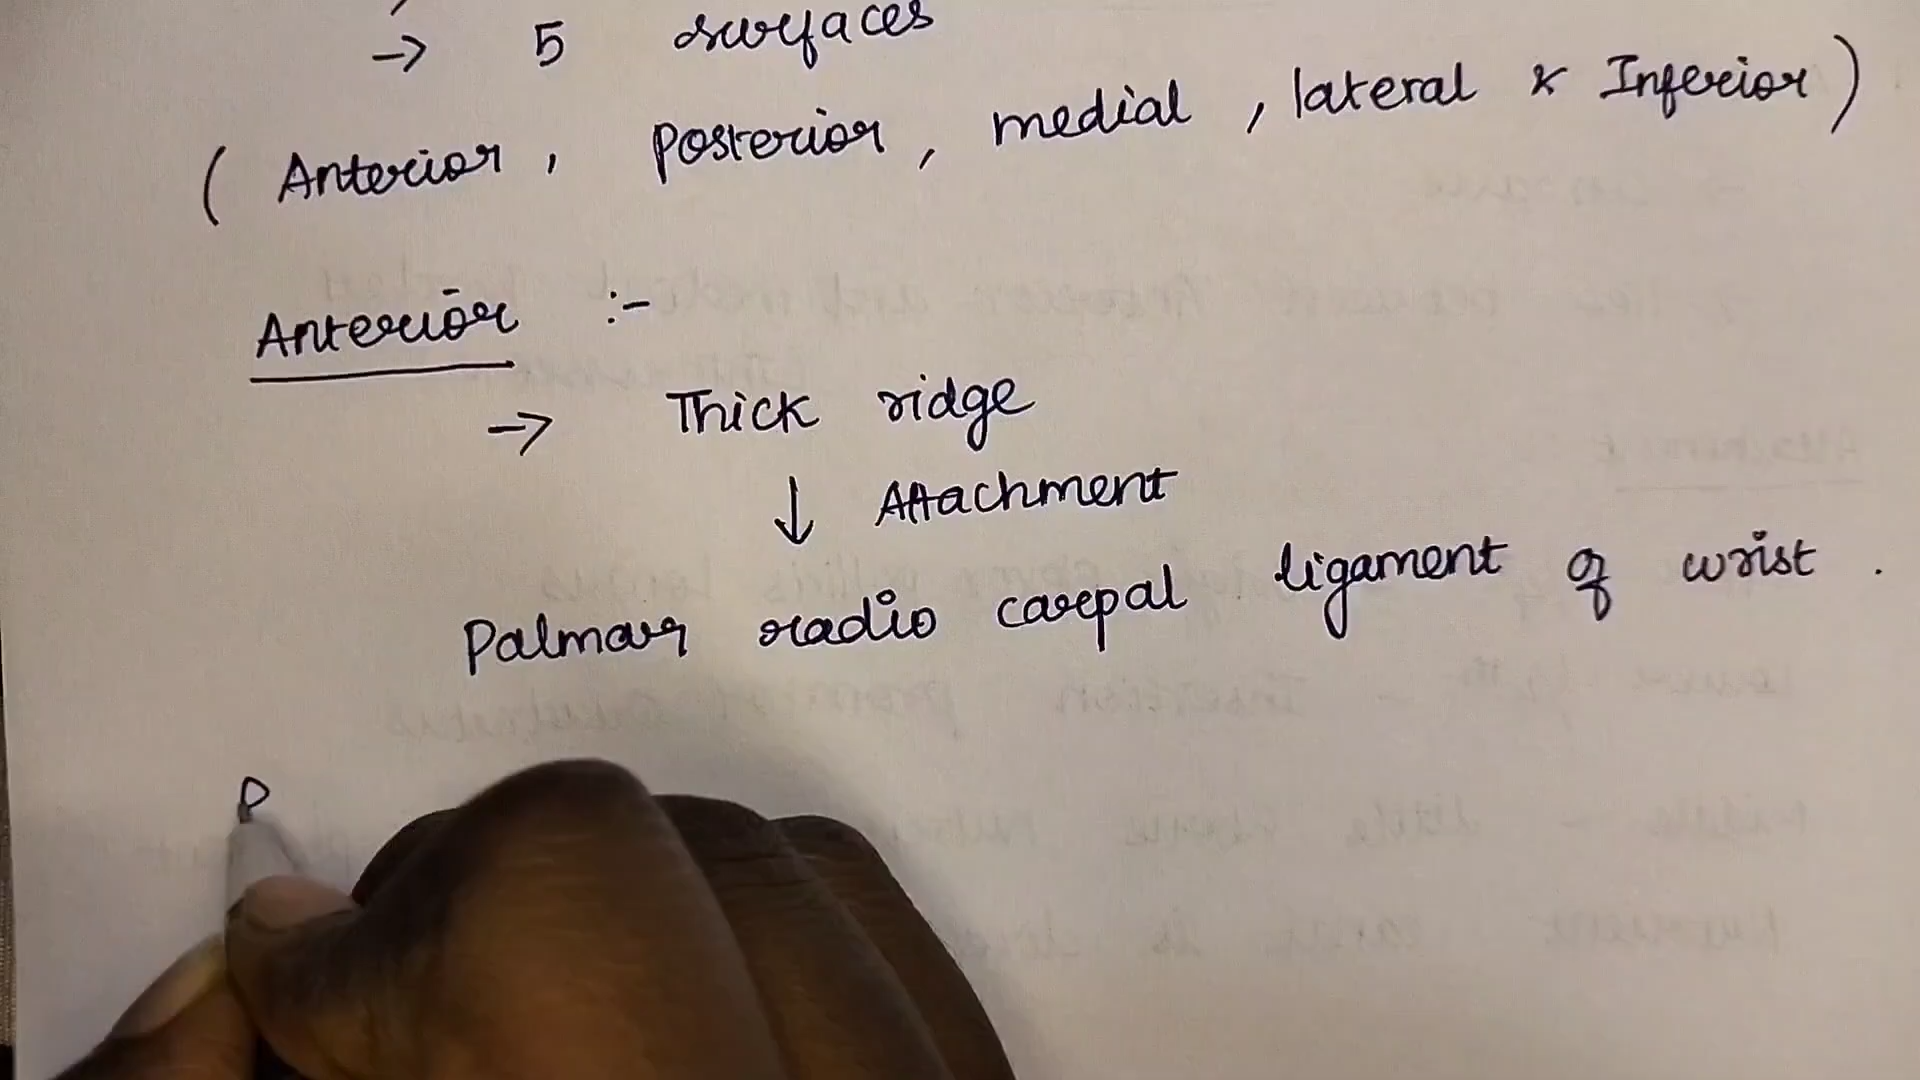 → 5 surfaces
( Anterior , Posterior , medial , lateral & Inferior )
Anterior :-
→ Thick ridge
↓ Attachment
Palmar radio carpal ligament of wrist .
P